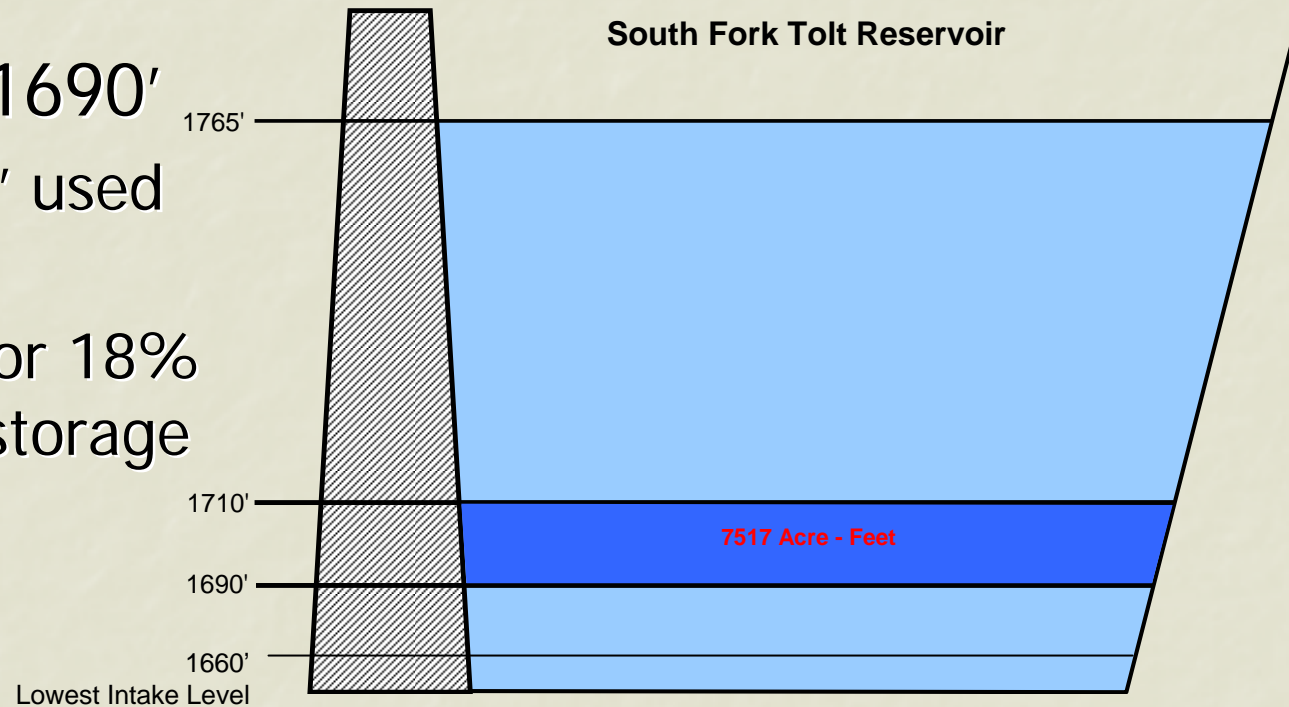 South Fork Tolt Reservoir
1690′
′ used
or 18%
storage
1765'
1710'
7517 Acre - Feet
1690'
1660’
Lowest Intake Level